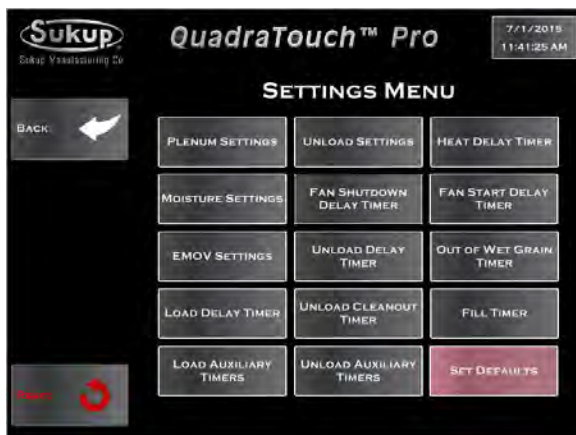 SUKUP
Sukup Manufacturing Co
QuadraTouch™ Pro
7/1/2015
11:41:25 AM
SETTINGS MENU
BACK
PLENUM SETTINGS
UNLOAD SETTINGS
HEAT DELAY TIMER
MOISTURE SETTINGS
FAN SHUTDOWN
DELAY TIMER
FAN START DELAY
TIMER
EMOV SETTINGS
UNLOAD DELAY
TIMER
OUT OF WET GRAIN
TIMER
LOAD DELAY TIMER
UNLOAD CLEANOUT
TIMER
FILL TIMER
LOAD AUXILIARY
TIMERS
UNLOAD AUXILIARY
TIMERS
SET DEFAULTS